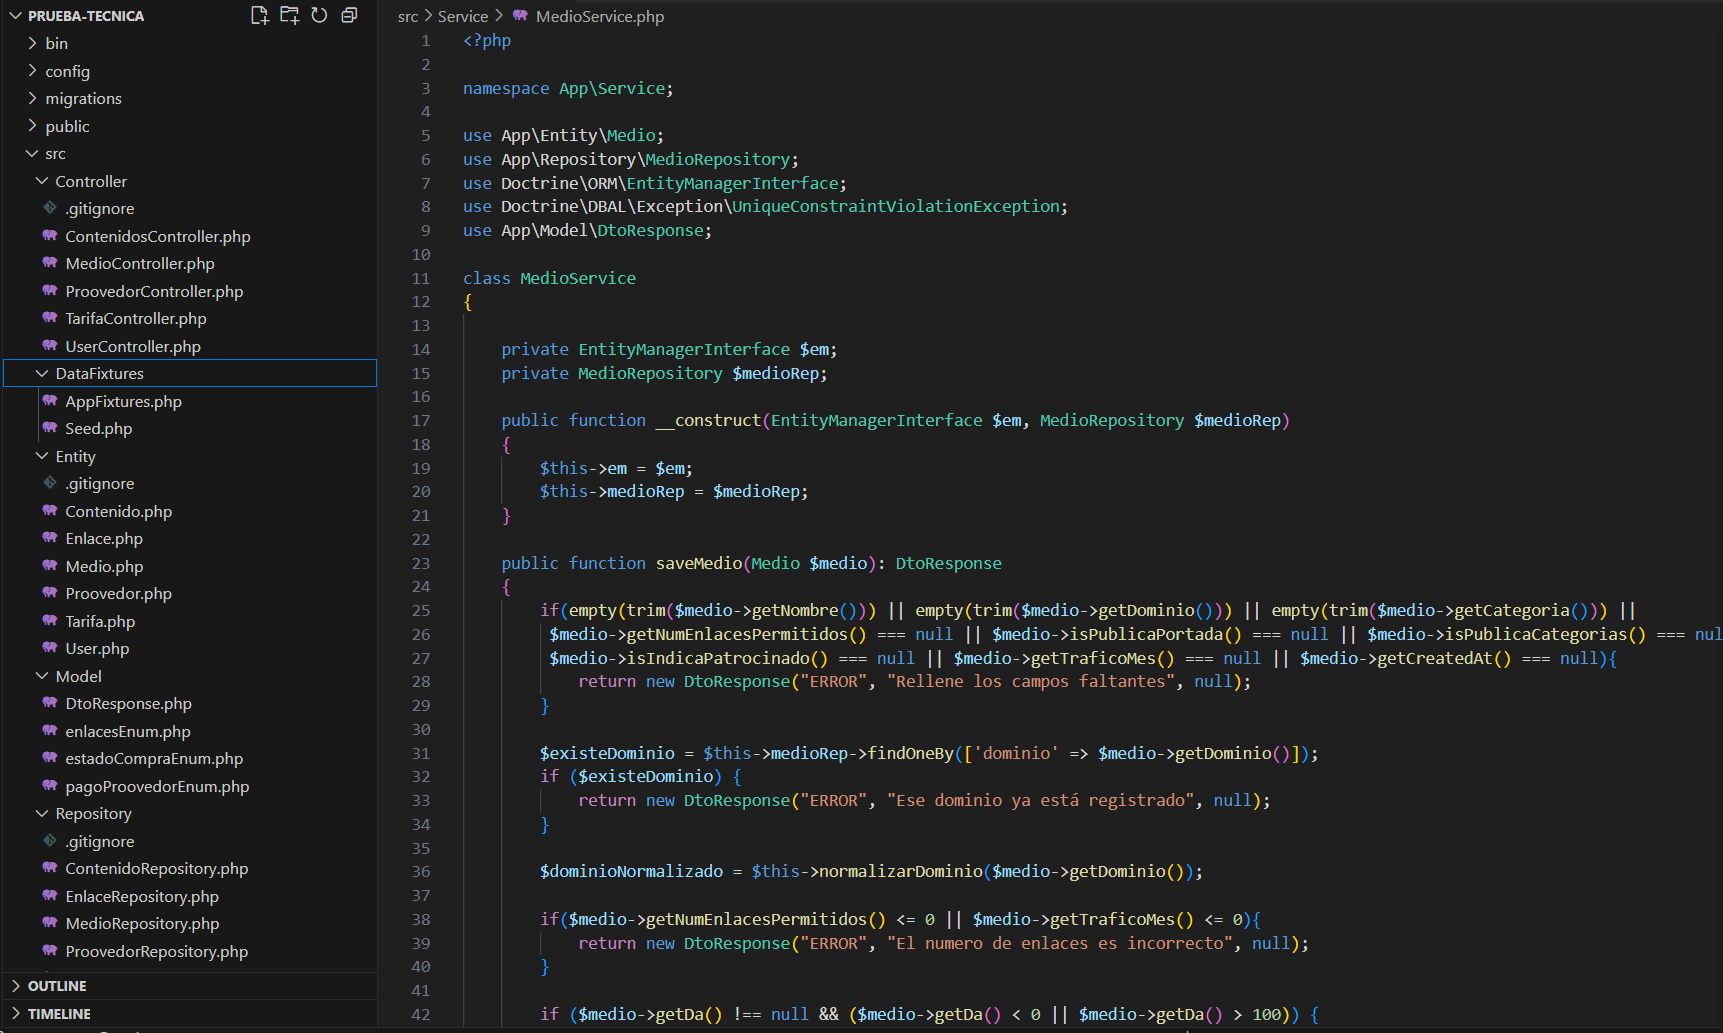 PRUEBA-TECNICA
bin
config
migrations
public
src
Controller
.gitignore
ContenidosController.php
MedioController.php
ProovedorController.php
TarifaController.php
UserController.php
DataFixtures
AppFixtures.php
Seed.php
Entity
.gitignore
Contenido.php
Enlace.php
Medio.php
Proovedor.php
Tarifa.php
User.php
Model
DtoResponse.php
enlacesEnum.php
estadoCompraEnum.php
pagoProovedorEnum.php
Repository
.gitignore
ContenidoRepository.php
EnlaceRepository.php
MedioRepository.php
ProovedorRepository.php
OUTLINE
TIMELINE
src > Service > MedioService.php
1 <?php
2
3 namespace App\Service;
4
5 use App\Entity\Medio;
6 use App\Repository\MedioRepository;
7 use Doctrine\ORM\EntityManagerInterface;
8 use Doctrine\DBAL\Exception\UniqueConstraintViolationException;
9 use App\Model\DtoResponse;
10
11 class MedioService
12 {
13
14     private EntityManagerInterface $em;
15     private MedioRepository $medioRep;
16
17     public function __construct(EntityManagerInterface $em, MedioRepository $medioRep)
18     {
19         $this->em = $em;
20         $this->medioRep = $medioRep;
21     }
22
23     public function saveMedio(Medio $medio): DtoResponse
24     {
25         if(empty(trim($medio->getNombre())) || empty(trim($medio->getDominio())) || empty(trim($medio->getCategoria())) ||
26          $medio->getNumEnlacesPermitidos() === null || $medio->isPublicaPortada() === null || $medio->isPublicaCategorias() === nul
27          $medio->isIndicaPatrocinado() === null || $medio->getTraficoMes() === null || $medio->getCreatedAt() === null){
28             return new DtoResponse("ERROR", "Rellene los campos faltantes", null);
29         }
30
31         $existeDominio = $this->medioRep->findOneBy(['dominio' => $medio->getDominio()]);
32         if ($existeDominio) {
33             return new DtoResponse("ERROR", "Ese dominio ya está registrado", null);
34         }
35
36         $dominioNormalizado = $this->normalizarDominio($medio->getDominio());
37
38         if($medio->getNumEnlacesPermitidos() <= 0 || $medio->getTraficoMes() <= 0){
39             return new DtoResponse("ERROR", "El numero de enlaces es incorrecto", null);
40         }
41
42         if ($medio->getDa() !== null && ($medio->getDa() < 0 || $medio->getDa() > 100)) {